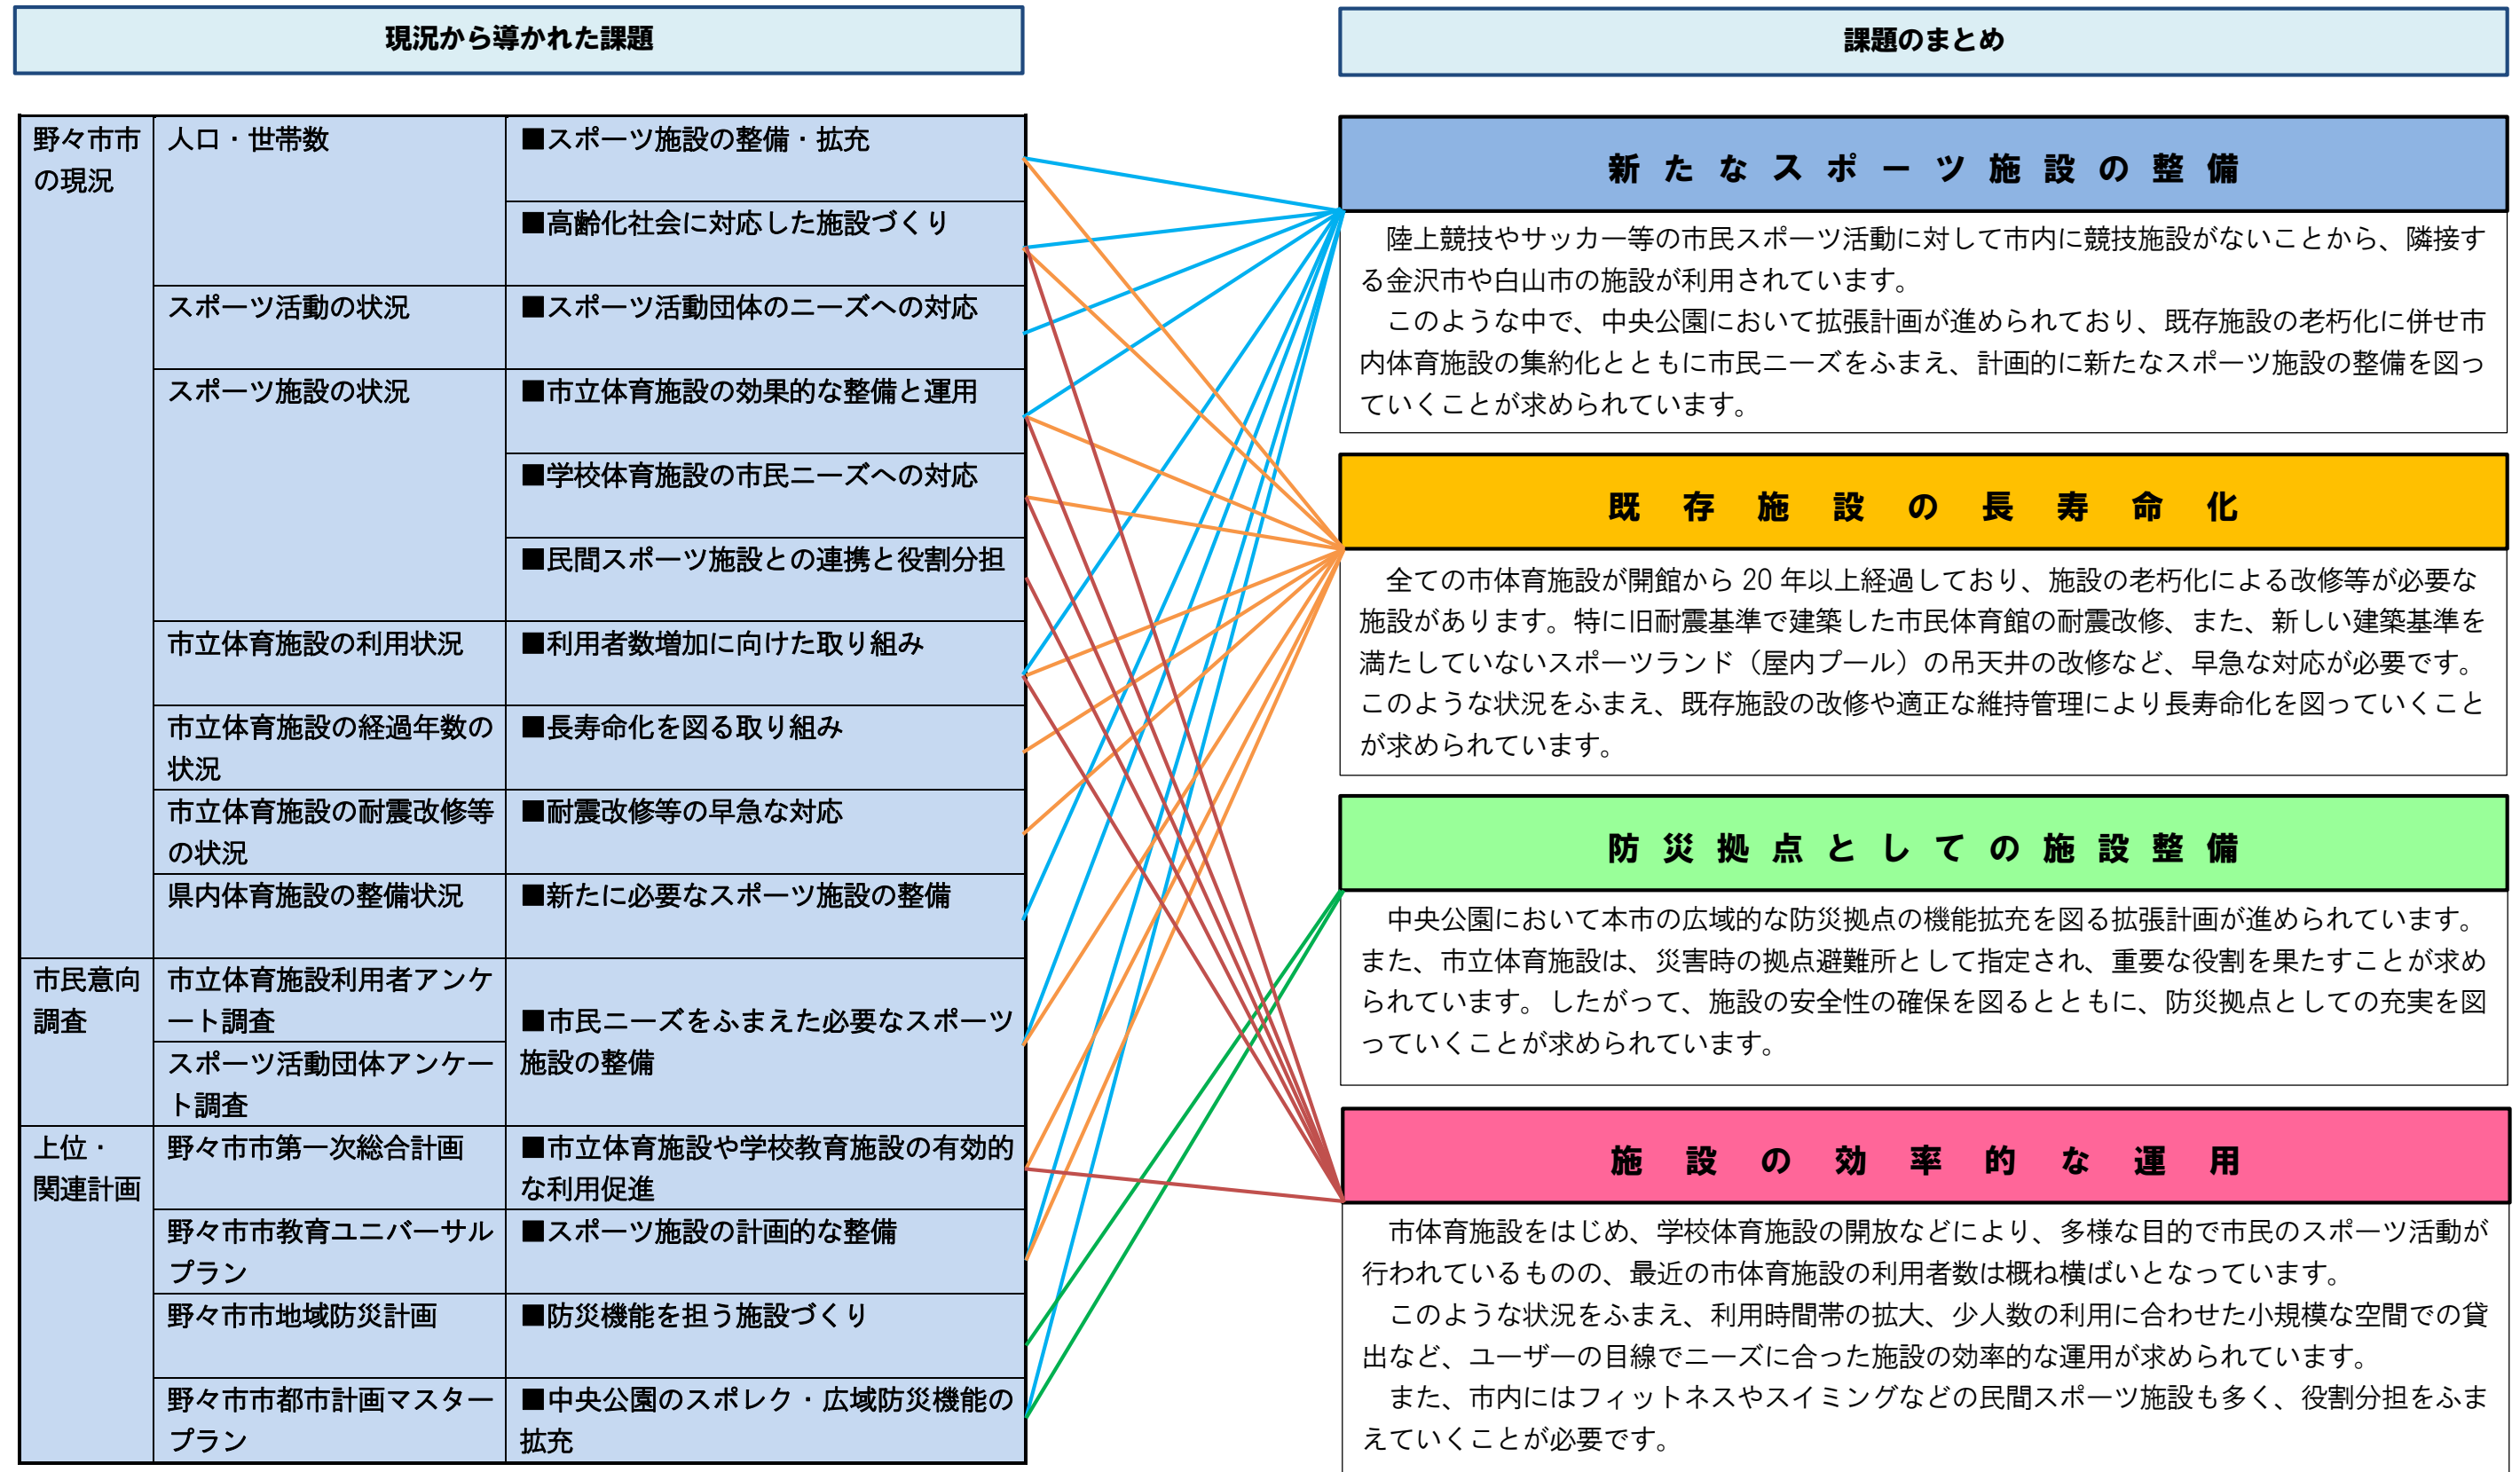 現況から導かれた課題
課題のまとめ
野々市市
の現況
人口・世帯数
■スポーツ施設の整備・拡充
■高齢化社会に対応した施設づくり
スポーツ活動の状況
■スポーツ活動団体のニーズへの対応
スポーツ施設の状況
■市立体育施設の効果的な整備と運用
■学校体育施設の市民ニーズへの対応
■民間スポーツ施設との連携と役割分担
市立体育施設の利用状況
■利用者数増加に向けた取り組み
市立体育施設の経過年数の
状況
■長寿命化を図る取り組み
市立体育施設の耐震改修等
の状況
■耐震改修等の早急な対応
県内体育施設の整備状況
■新たに必要なスポーツ施設の整備
市民意向
調査
市立体育施設利用者アンケ
ート調査
スポーツ活動団体アンケー
ト調査
■市民ニーズをふまえた必要なスポーツ
施設の整備
上位・
関連計画
野々市市第一次総合計画
■市立体育施設や学校教育施設の有効的
な利用促進
野々市市教育ユニバーサル
プラン
■スポーツ施設の計画的な整備
野々市市地域防災計画
■防災機能を担う施設づくり
野々市市都市計画マスター
プラン
■中央公園のスポレク・広域防災機能の
拡充
新たなスポーツ施設の整備
陸上競技やサッカー等の市民スポーツ活動に対して市内に競技施設がないことから、隣接す
る金沢市や白山市の施設が利用されています。
このような中で、中央公園において拡張計画が進められており、既存施設の老朽化に併せ市
内体育施設の集約化とともに市民ニーズをふまえ、計画的に新たなスポーツ施設の整備を図っ
ていくことが求められています。
既存施設の長寿命化
全ての市体育施設が開館から 20 年以上経過しており、施設の老朽化による改修等が必要な
施設があります。特に旧耐震基準で建築した市民体育館の耐震改修、また、新しい建築基準を
満たしていないスポーツランド（屋内プール）の吊天井の改修など、早急な対応が必要です。
このような状況をふまえ、既存施設の改修や適正な維持管理により長寿命化を図っていくこと
が求められています。
防災拠点としての施設整備
中央公園において本市の広域的な防災拠点の機能拡充を図る拡張計画が進められています。
また、市立体育施設は、災害時の拠点避難所として指定され、重要な役割を果たすことが求め
られています。したがって、施設の安全性の確保を図るとともに、防災拠点としての充実を図
っていくことが求められています。
施設の効率的な運用
市体育施設をはじめ、学校体育施設の開放などにより、多様な目的で市民のスポーツ活動が
行われているものの、最近の市体育施設の利用者数は概ね横ばいとなっています。
このような状況をふまえ、利用時間帯の拡大、少人数の利用に合わせた小規模な空間での貸
出など、ユーザーの目線でニーズに合った施設の効率的な運用が求められています。
また、市内にはフィットネスやスイミングなどの民間スポーツ施設も多く、役割分担をふま
えていくことが必要です。